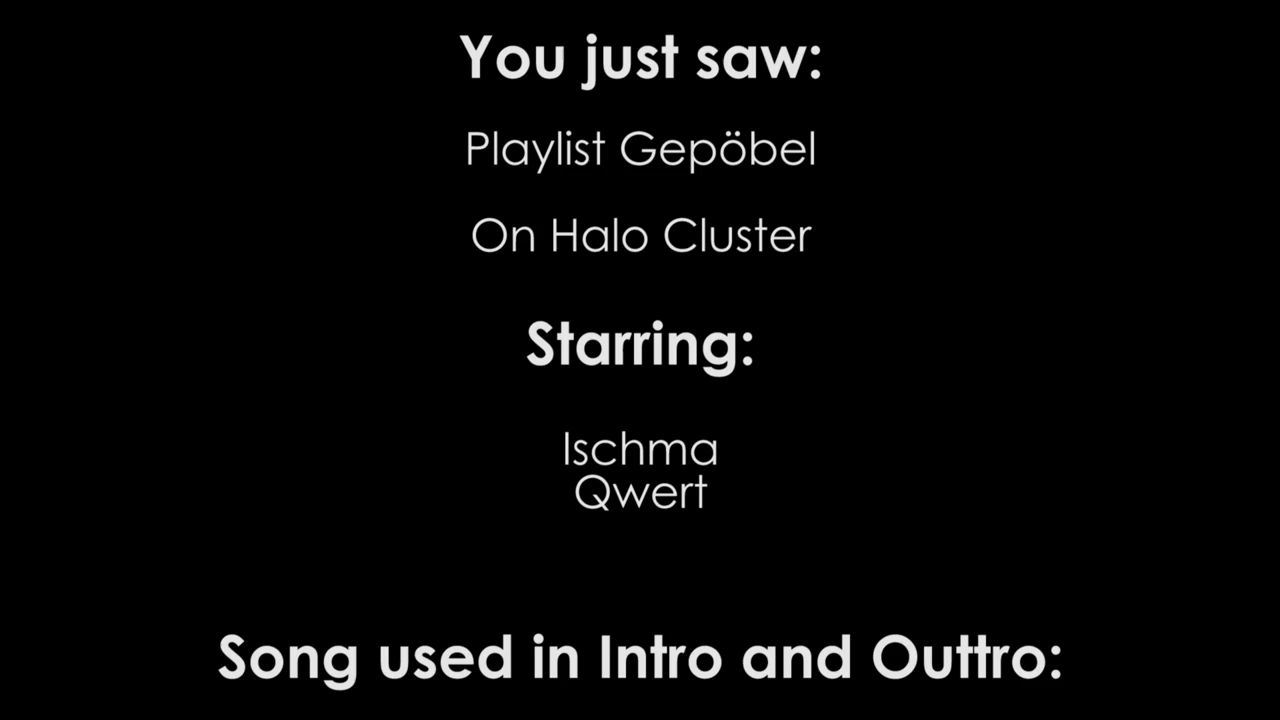 You just saw:
Playlist Gepöbel
On Halo Cluster
Starring:
Ischma
Qwert
Song used in Intro and Outtro: